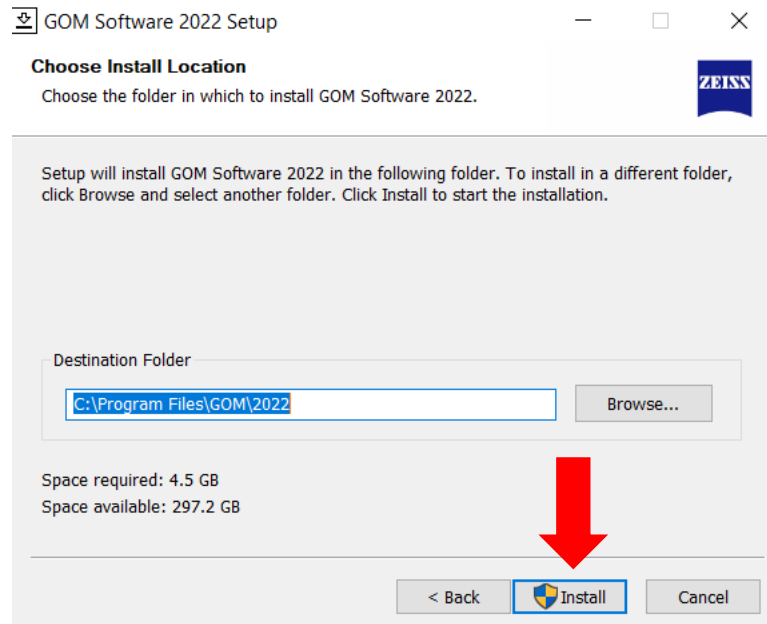 GOM Software 2022 Setup
Choose Install Location
Choose the folder in which to install GOM Software 2022.
ZEISS
Setup will install GOM Software 2022 in the following folder. To install in a different folder,
click Browse and select another folder. Click Install to start the installation.
Destination Folder
C:\Program Files\GOM\2022
Browse...
Space required: 4.5 GB
Space available: 297.2 GB
< Back
Install
Cancel